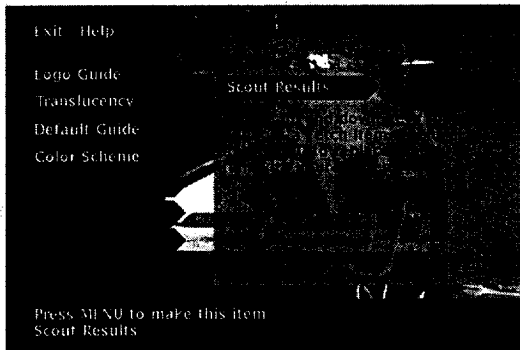 Exit Help
Logo Guide
Scout Results
Translucency
Default Guide
Color Scheme
Press MENU to make this item
Scout Results